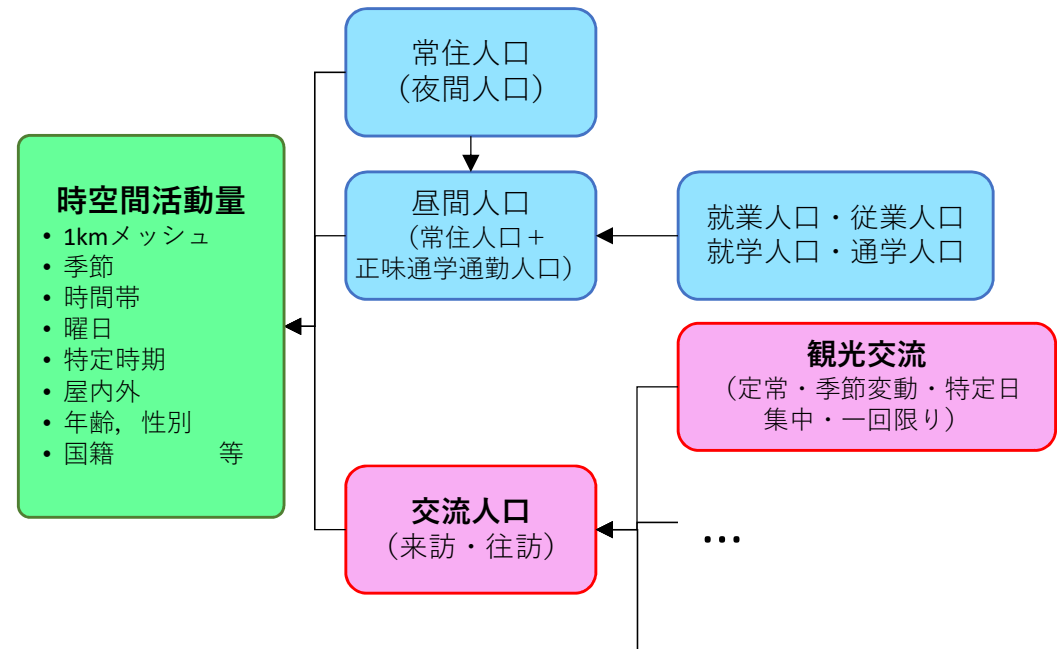 常住人口
（夜間人口）
時空間活動量
• 1kmメッシュ
• 季節
• 時間帯
• 曜日
• 特定時期
• 屋内外
• 年齢，性別
• 国籍　　　　等
昼間人口
（常住人口＋
正味通学通勤人口）
就業人口・従業人口
就学人口・通学人口
観光交流
（定常・季節変動・特定日
集中・一回限り）
交流人口
（来訪・往訪）
…